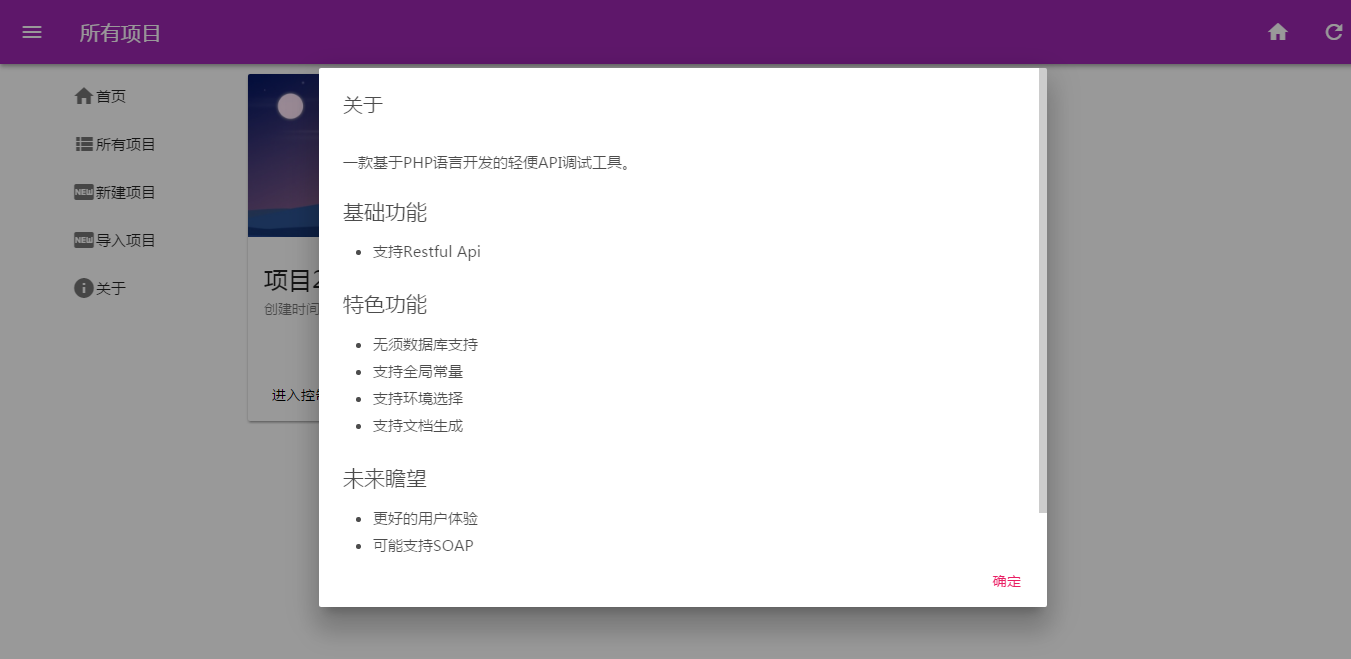 所有项目
首页
所有项目
NEW 新建项目
NEW 导入项目
关于
项目2
创建时间
进入控
关于
一款基于PHP语言开发的轻便API调试工具。
基础功能
支持Restful Api
特色功能
无须数据库支持
支持全局常量
支持环境选择
支持文档生成
未来瞻望
更好的用户体验
可能支持SOAP
确定